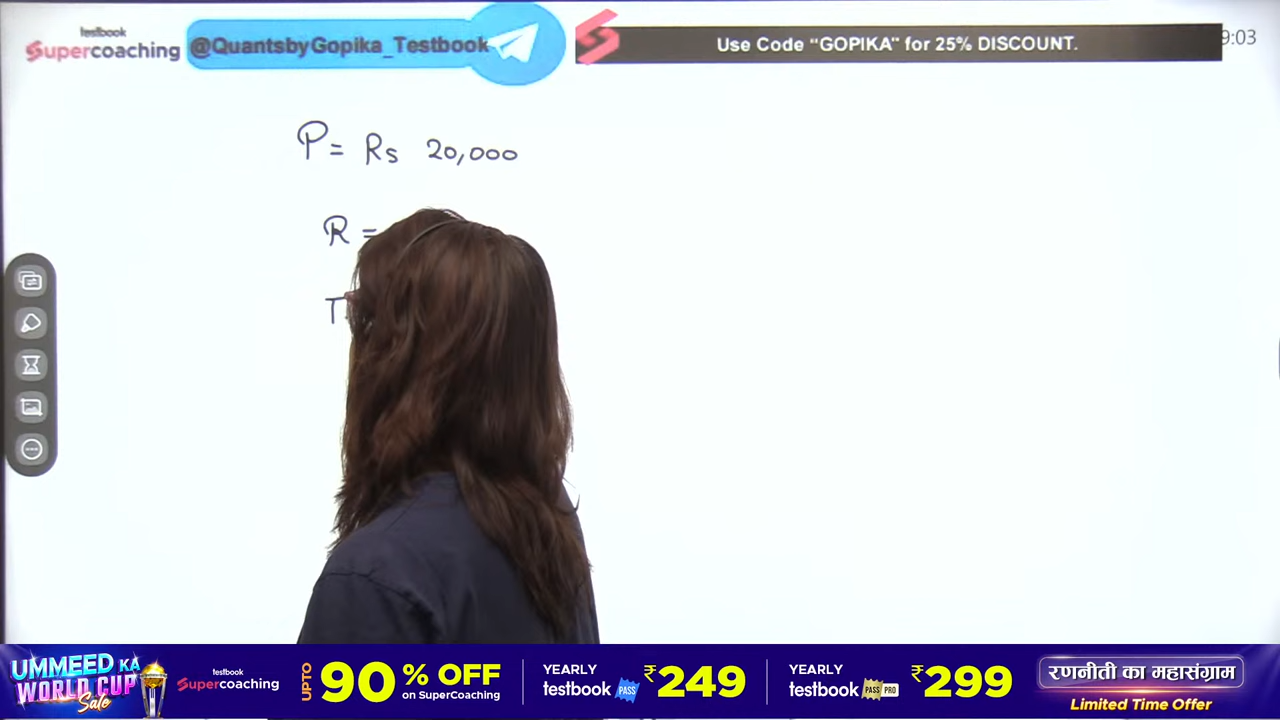 testbook
Supercoaching
@QuantsbyGopika_Testbook
Use Code “GOPIKA” for 25% DISCOUNT.
9:03
P = Rs 20,000
R =
T
UMMEED KA
WORLD CUP
Sale
testbook
Supercoaching
UPTO 90% OFF
on SuperCoaching
YEARLY
testbook PASS ₹249
YEARLY
testbook PASS PRO ₹299
रणनीती का महासंग्राम
Limited Time Offer